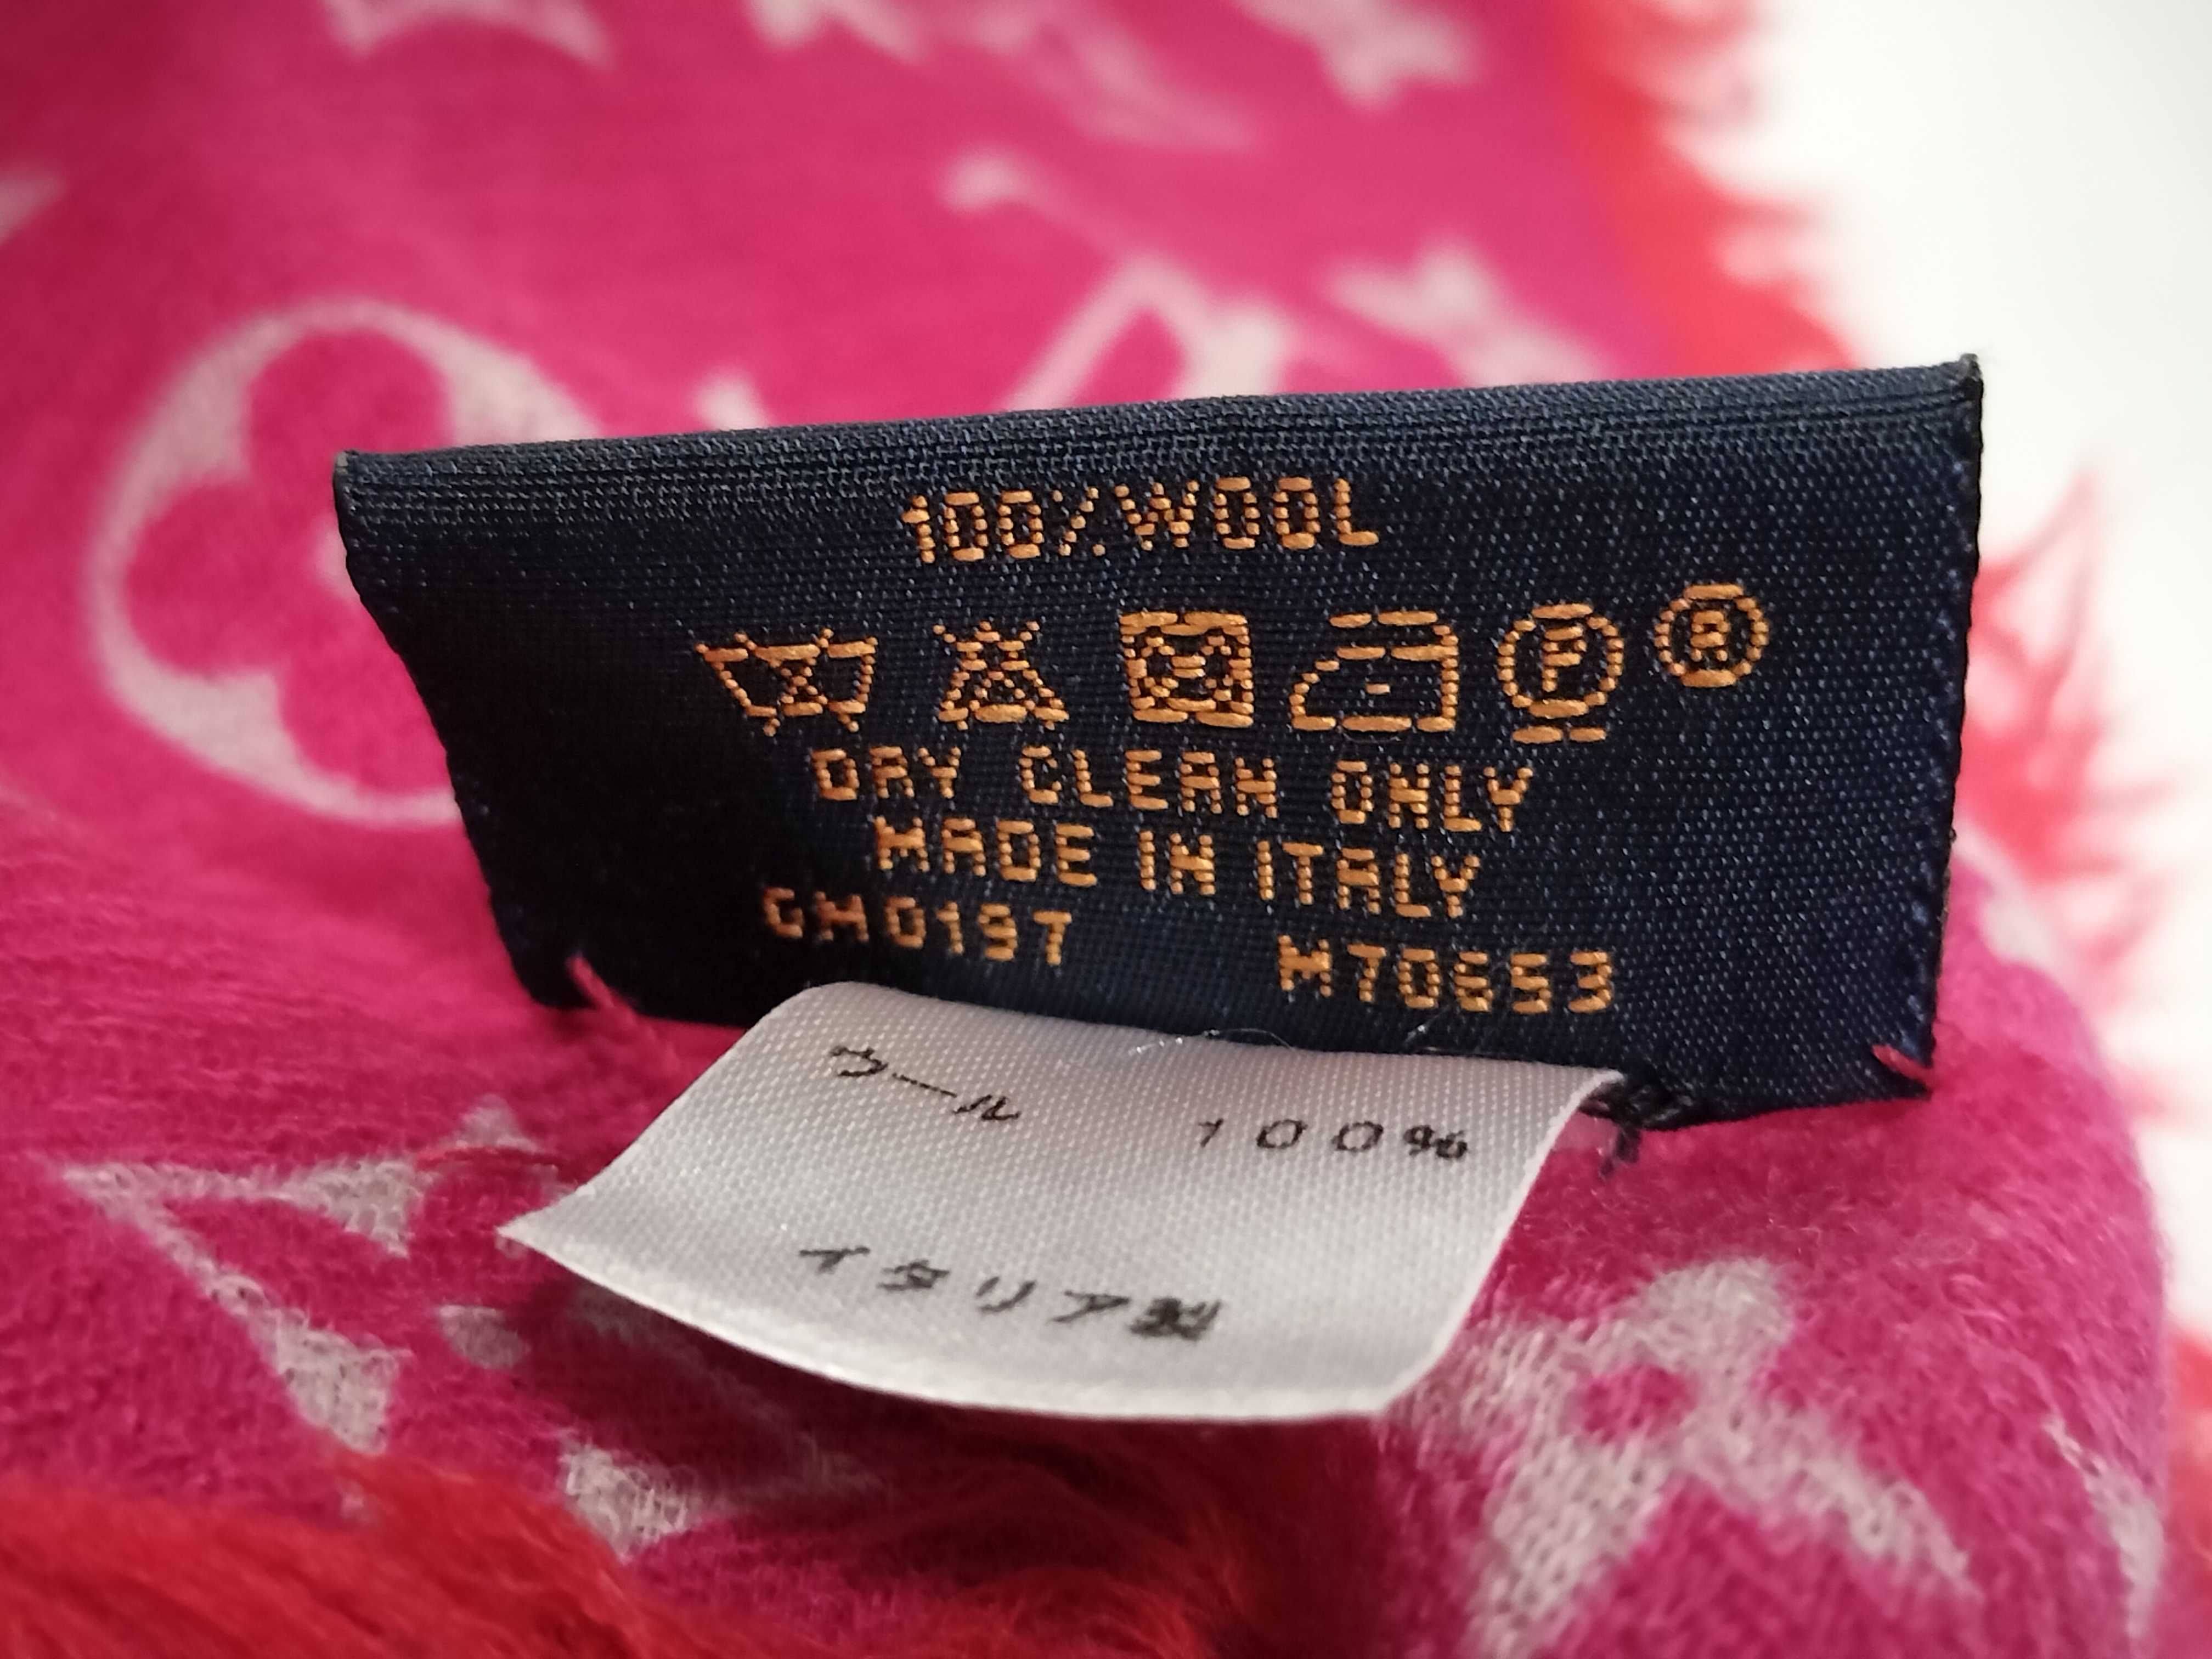 100% WOOL
F R
DRY CLEAN ONLY
MADE IN ITALY
GM0197 M70653
ウール 100%
イタリア製